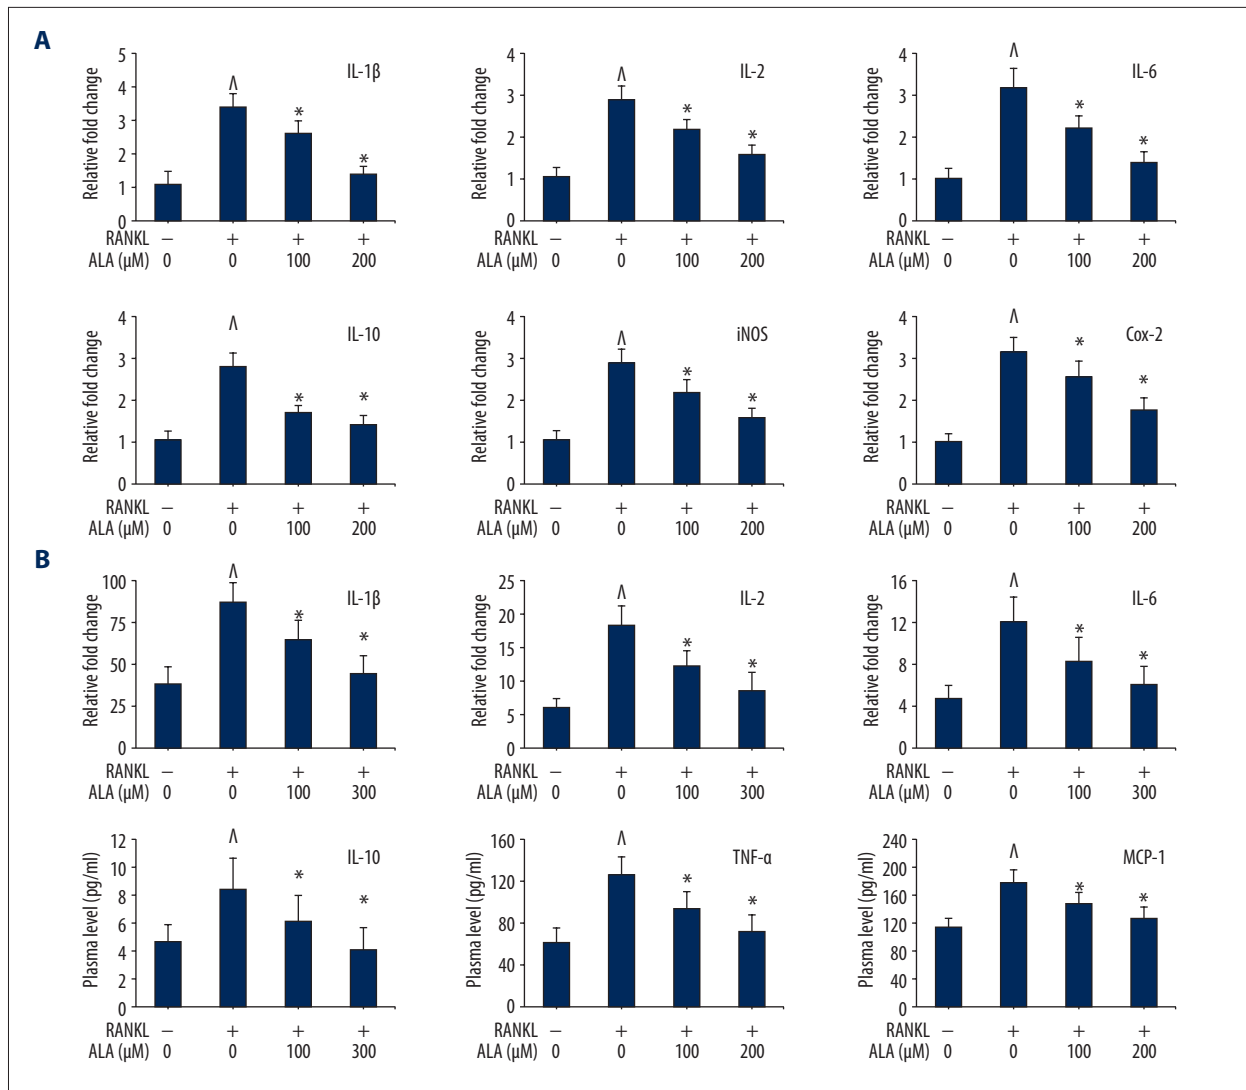 A
IL-1β
Relative fold change
5
4
3
2
1
0
^
*
*
RANKL − + + +
ALA (μM) 0 0 100 200
IL-2
Relative fold change
4
3
2
1
0
^
*
*
RANKL − + + +
ALA (μM) 0 0 100 200
IL-6
Relative fold change
4
3
2
1
0
^
*
*
RANKL − + + +
ALA (μM) 0 0 100 200
IL-10
Relative fold change
4
3
2
1
0
^
*
*
RANKL − + + +
ALA (μM) 0 0 100 200
iNOS
Relative fold change
4
3
2
1
0
^
*
*
RANKL − + + +
ALA (μM) 0 0 100 200
Cox-2
Relative fold change
4
3
2
1
0
^
*
*
RANKL − + + +
ALA (μM) 0 0 100 200
B
IL-1β
Relative fold change
100
75
50
25
0
^
*
*
RANKL − + + +
ALA (μM) 0 0 100 300
IL-2
Relative fold change
25
20
15
10
5
0
^
*
*
RANKL − + + +
ALA (μM) 0 0 100 300
IL-6
Relative fold change
16
12
8
4
0
^
*
*
RANKL − + + +
ALA (μM) 0 0 100 300
IL-10
Plasma level (pg/ml)
12
10
8
6
4
2
0
^
*
*
RANKL − + + +
ALA (μM) 0 0 100 300
TNF-α
Plasma level (pg/ml)
160
120
80
40
0
^
*
*
RANKL − + + +
ALA (μM) 0 0 100 200
MCP-1
Plasma level (pg/ml)
240
200
160
120
80
40
0
^
*
*
RANKL − + + +
ALA (μM) 0 0 100 200